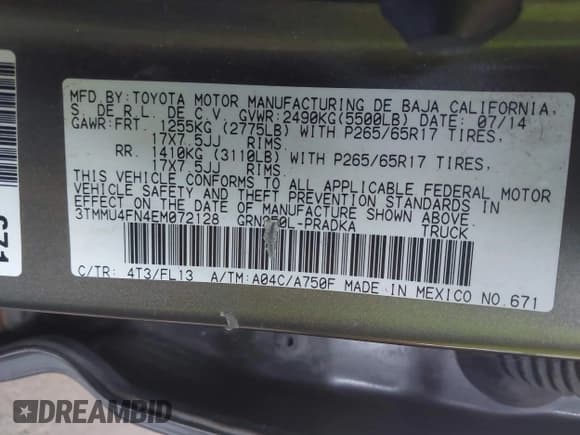 MFD.BY:TOYOTA MOTOR MANUFACTURING DE BAJA CALIFORNIA,
S. DE R.L. DE C.V. GVWR:2490KG(5500LB) DATE: 07/14
GAWR:FRT. 1255KG (2775LB) WITH P265/65R17 TIRES,
17X7.5JJ RIMS
RR. 1410KG (3110LB) WITH P265/65R17 TIRES,
17X7.5JJ RIMS
THIS VEHICLE CONFORMS TO ALL APPLICABLE FEDERAL MOTOR
VEHICLE SAFETY AND THEFT PREVENTION STANDARDS IN
EFFECT ON THE DATE OF MANUFACTURE SHOWN ABOVE.
3TMMU4FN4EM072128 TRUCK
C/TR: 4T3/FL13 A/TM:A04C/A750F MADE IN MEXICO NO.671
671
DREAMBID